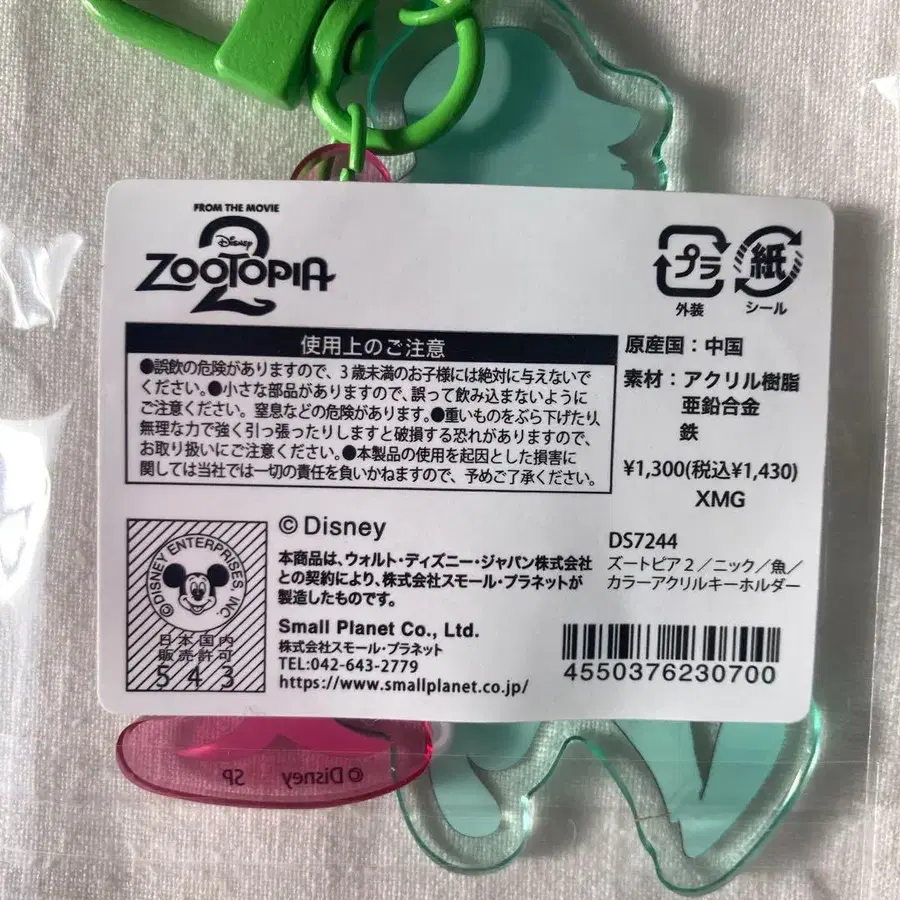 FROM THE MOVIE
Disney
ZOOTOPIA
2
プラ
外装
紙
シール
使用上のご注意
●誤飲の危険がありますので、3歳未満のお子様には絶対に与えないで
ください。●小さな部品がありますので、誤って飲み込まないように
ご注意ください。窒息などの危険があります。●重いものをぶら下げたり、
無理な力で強く引っ張ったりしますと破損する恐れがありますので、
お取り扱いにご注意ください。●本製品の使用を起因とした損害に
関しては当社では一切の責任を負いかねますので、予めご了承ください。
原産国：中国
素材：アクリル樹脂
亜鉛合金
鉄
¥1,300(税込¥1,430)
XMG
©DISNEY ENTERPRISES INC.
日本国内
販売許可
543
©Disney
本商品は、ウォルト・ディズニー・ジャパン株式会社
との契約により、株式会社スモール・プラネットが
製造したものです。
Small Planet Co., Ltd.
株式会社スモール・プラネット
TEL:042-643-2779
https://www.smallplanet.co.jp/
DS7244
ズートピア2／ニック／魚／
カラーアクリルキーホルダー
4550376230700
©Disney SP